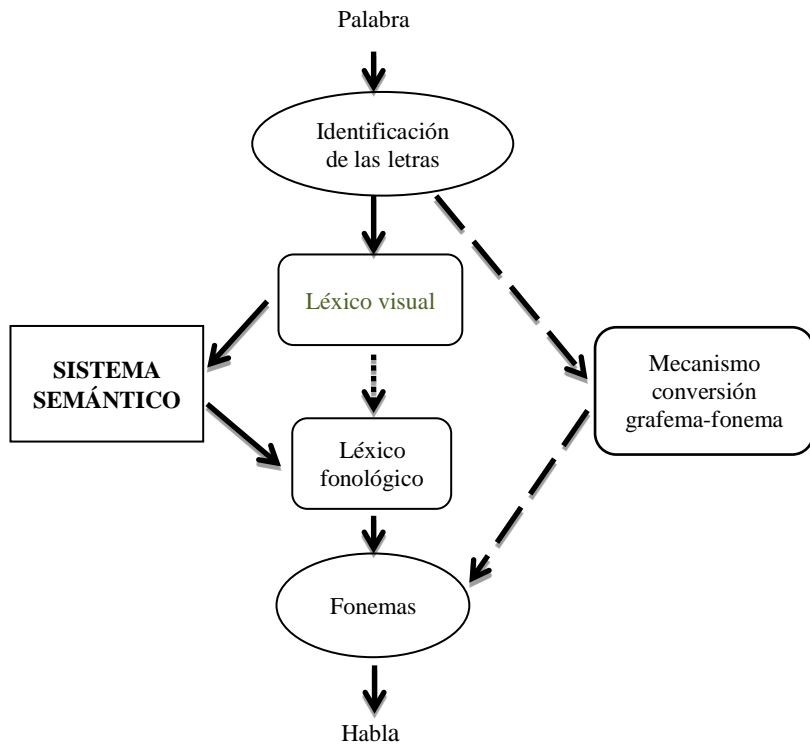 Palabra
Identificación
de las letras
Léxico visual
SISTEMA
SEMÁNTICO
Mecanismo
conversión
grafema-fonema
Léxico
fonológico
Fonemas
Habla